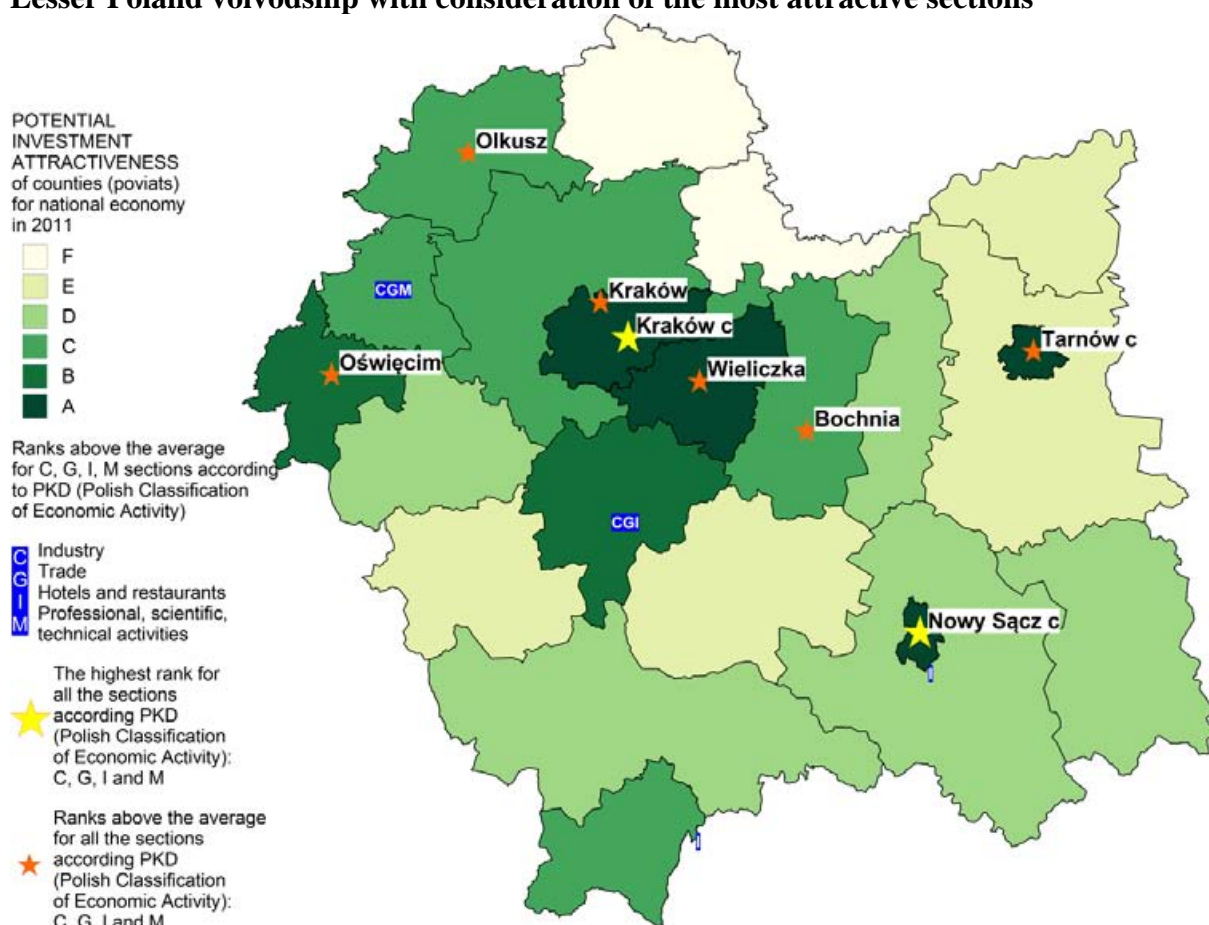 Lesser Poland voivodship with consideration of the most attractive sections
POTENTIAL
INVESTMENT
ATTRACTIVENESS
of counties (poviats)
for national economy
in 2011
F
E
D
C
B
A
Ranks above the average
for C, G, I, M sections according
to PKD (Polish Classification
of Economic Activity)
C
G
I
M
Industry
Trade
Hotels and restaurants
Professional, scientific,
technical activities
The highest rank for
all the sections
according PKD
(Polish Classification
of Economic Activity):
C, G, I and M
Ranks above the average
for all the sections
according PKD
(Polish Classification
of Economic Activity):
C, G, I and M
Olkusz
CGM
Kraków
Kraków c
Oświęcim
Wieliczka
Tarnów c
Bochnia
CGI
Nowy Sącz c
I
I